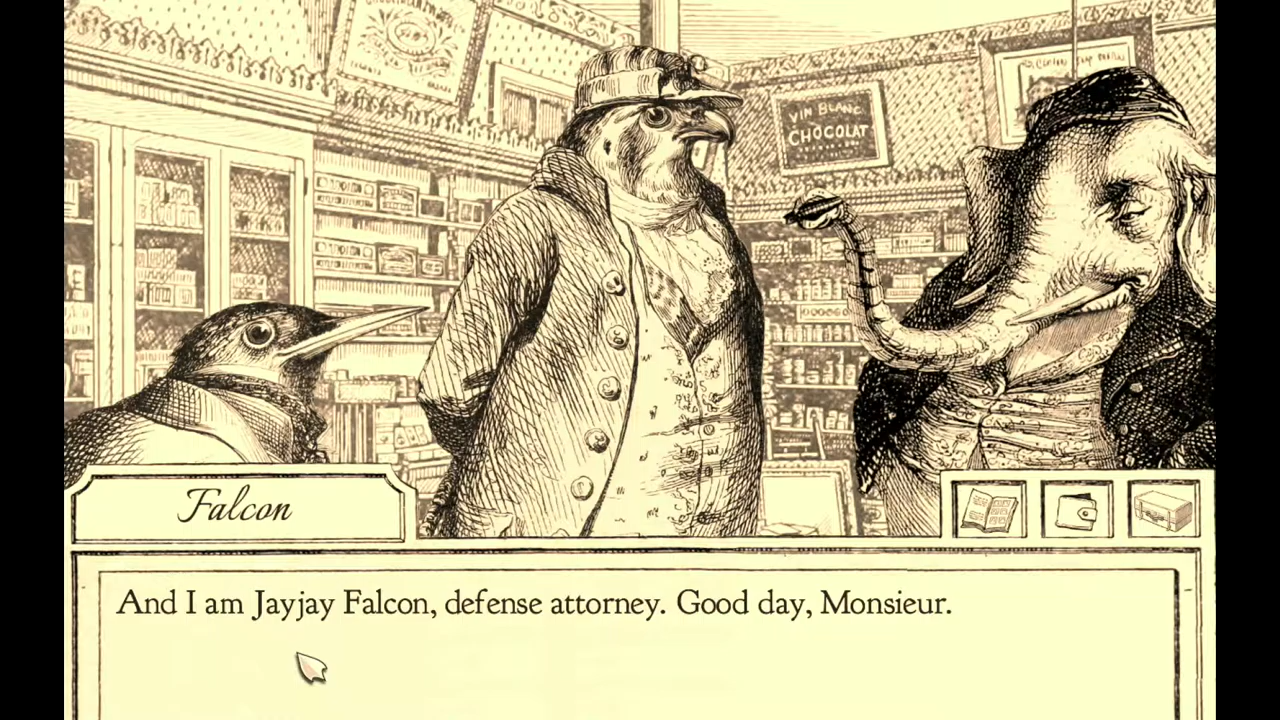 VIN BLANC
CHOCOLAT
Falcon
And I am Jayjay Falcon, defense attorney. Good day, Monsieur.